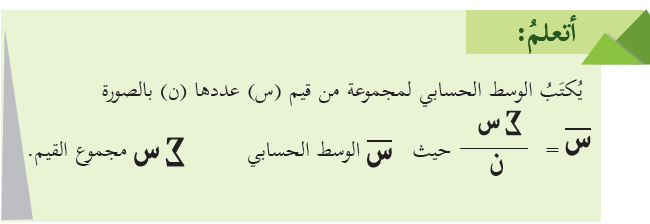 أتعلمُ:
يُكتَبُ الوسط الحسابي لمجموعة من قيم (س) عددها (ن) بالصورة
س̅ = ∑ س / ن حيث س̅ الوسط الحسابي ∑ س مجموع القيم.